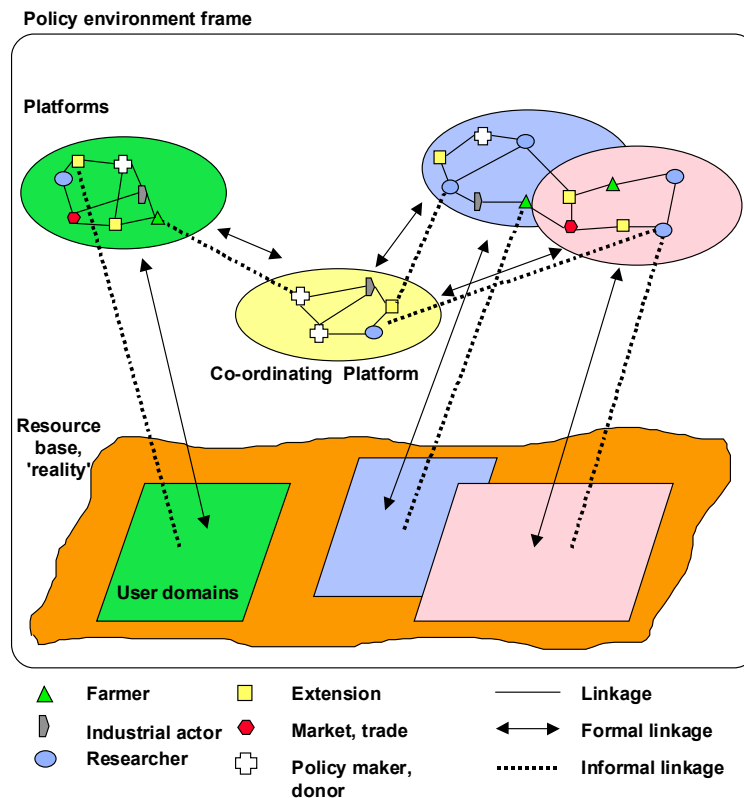 Policy environment frame
Platforms
Co-ordinating Platform
Resource
base,
'reality'
User domains
Farmer
Extension
Linkage
Industrial actor
Market, trade
Formal linkage
Researcher
Policy maker,
donor
Informal linkage